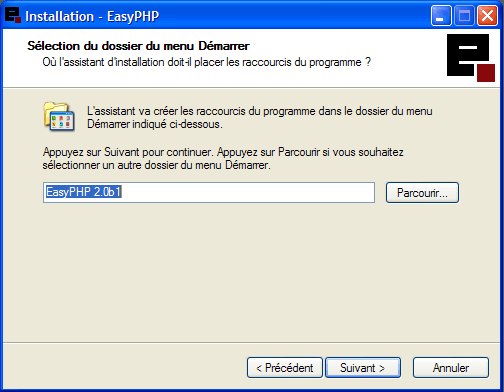 Installation - EasyPHP
Sélection du dossier du menu Démarrer
Où l'assistant d'installation doit-il placer les raccourcis du programme ?
L'assistant va créer les raccourcis du programme dans le dossier du menu
Démarrer indiqué ci-dessous.
Appuyez sur Suivant pour continuer. Appuyez sur Parcourir si vous souhaitez
sélectionner un autre dossier du menu Démarrer.
EasyPHP 2.0b1
Parcourir...
< Précédent
Suivant >
Annuler